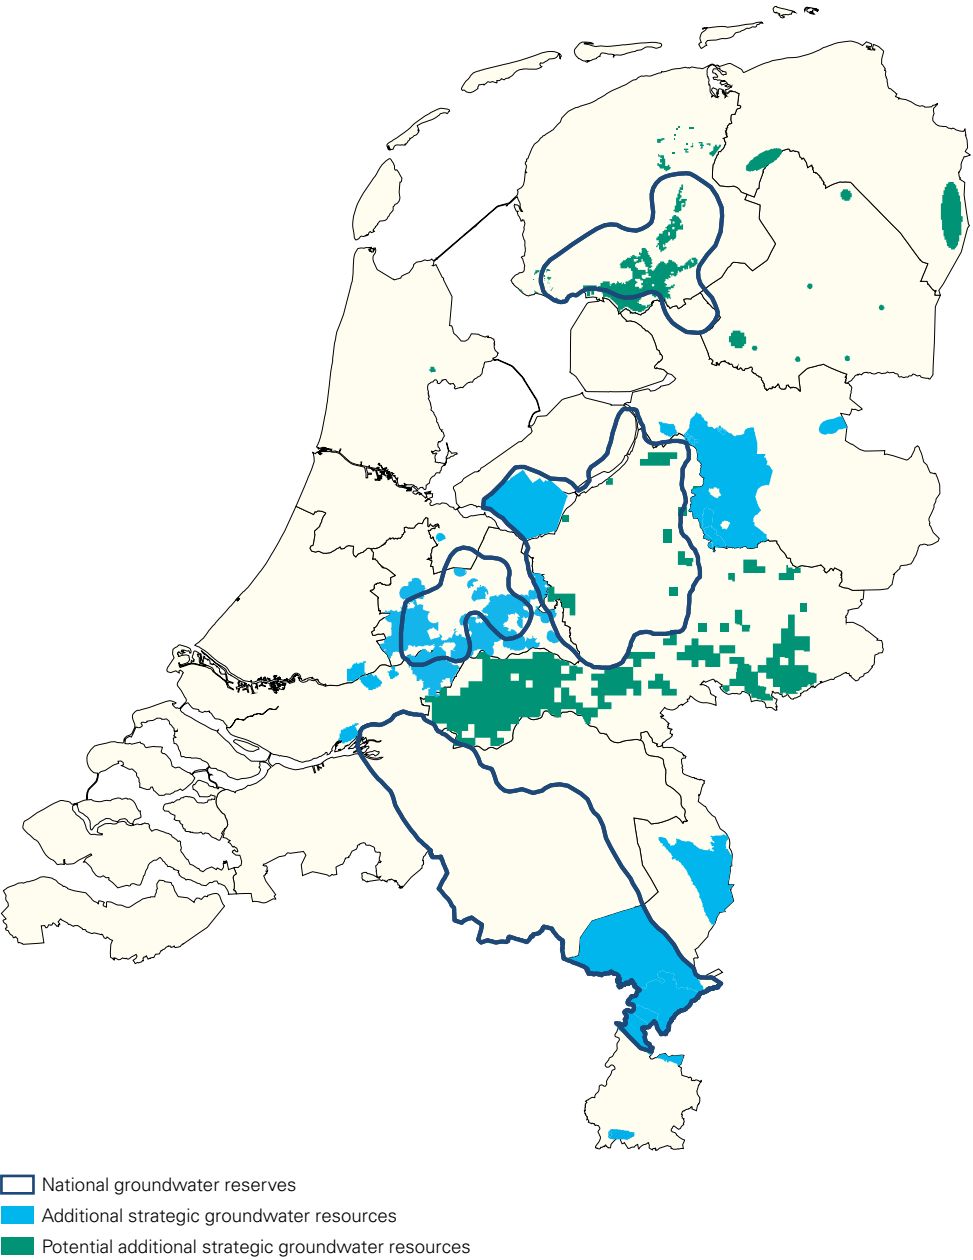 National groundwater reserves
Additional strategic groundwater resources
Potential additional strategic groundwater resources